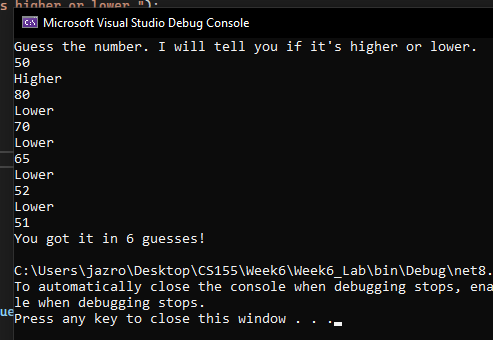 s higher or lower.");
Microsoft Visual Studio Debug Console
Guess the number. I will tell you if it's higher or lower.
50
Higher
80
Lower
70
Lower
65
Lower
52
Lower
51
You got it in 6 guesses!
C:\Users\jazro\Desktop\CS155\Week6\Week6_Lab\bin\Debug\net8.
To automatically close the console when debugging stops, ena
le when debugging stops.
ue
Press any key to close this window . . .